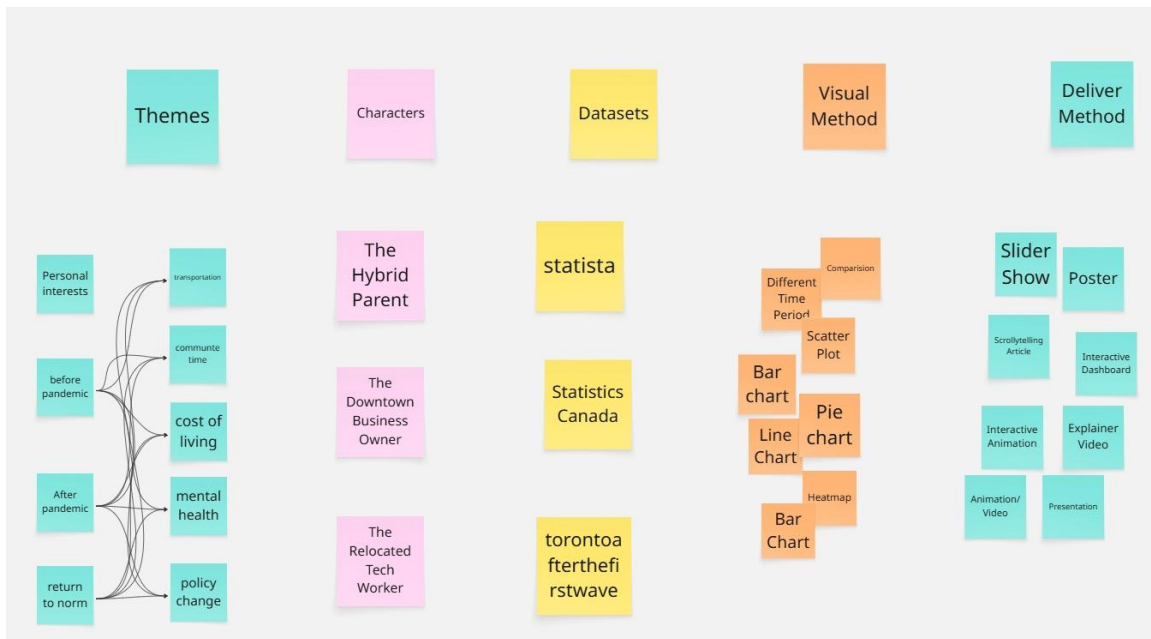 Themes
Characters
Datasets
Visual
Method
Deliver
Method
Personal
interests
before
pandemic
After
pandemic
return
to norm
transportation
communte
time
cost of
living
mental
health
policy
change
The
Hybrid
Parent
The
Downtown
Business
Owner
The
Relocated
Tech
Worker
statista
Statistics
Canada
torontoa
fterthefi
rstwave
Comparision
Different
Time
Period
Scatter
Plot
Bar
chart
Pie
chart
Line
Chart
Heatmap
Bar
Chart
Slider
Show
Poster
Scrollytelling
Article
Interactive
Dashboard
Interactive
Animation
Explainer
Video
Animation/
Video
Presentation